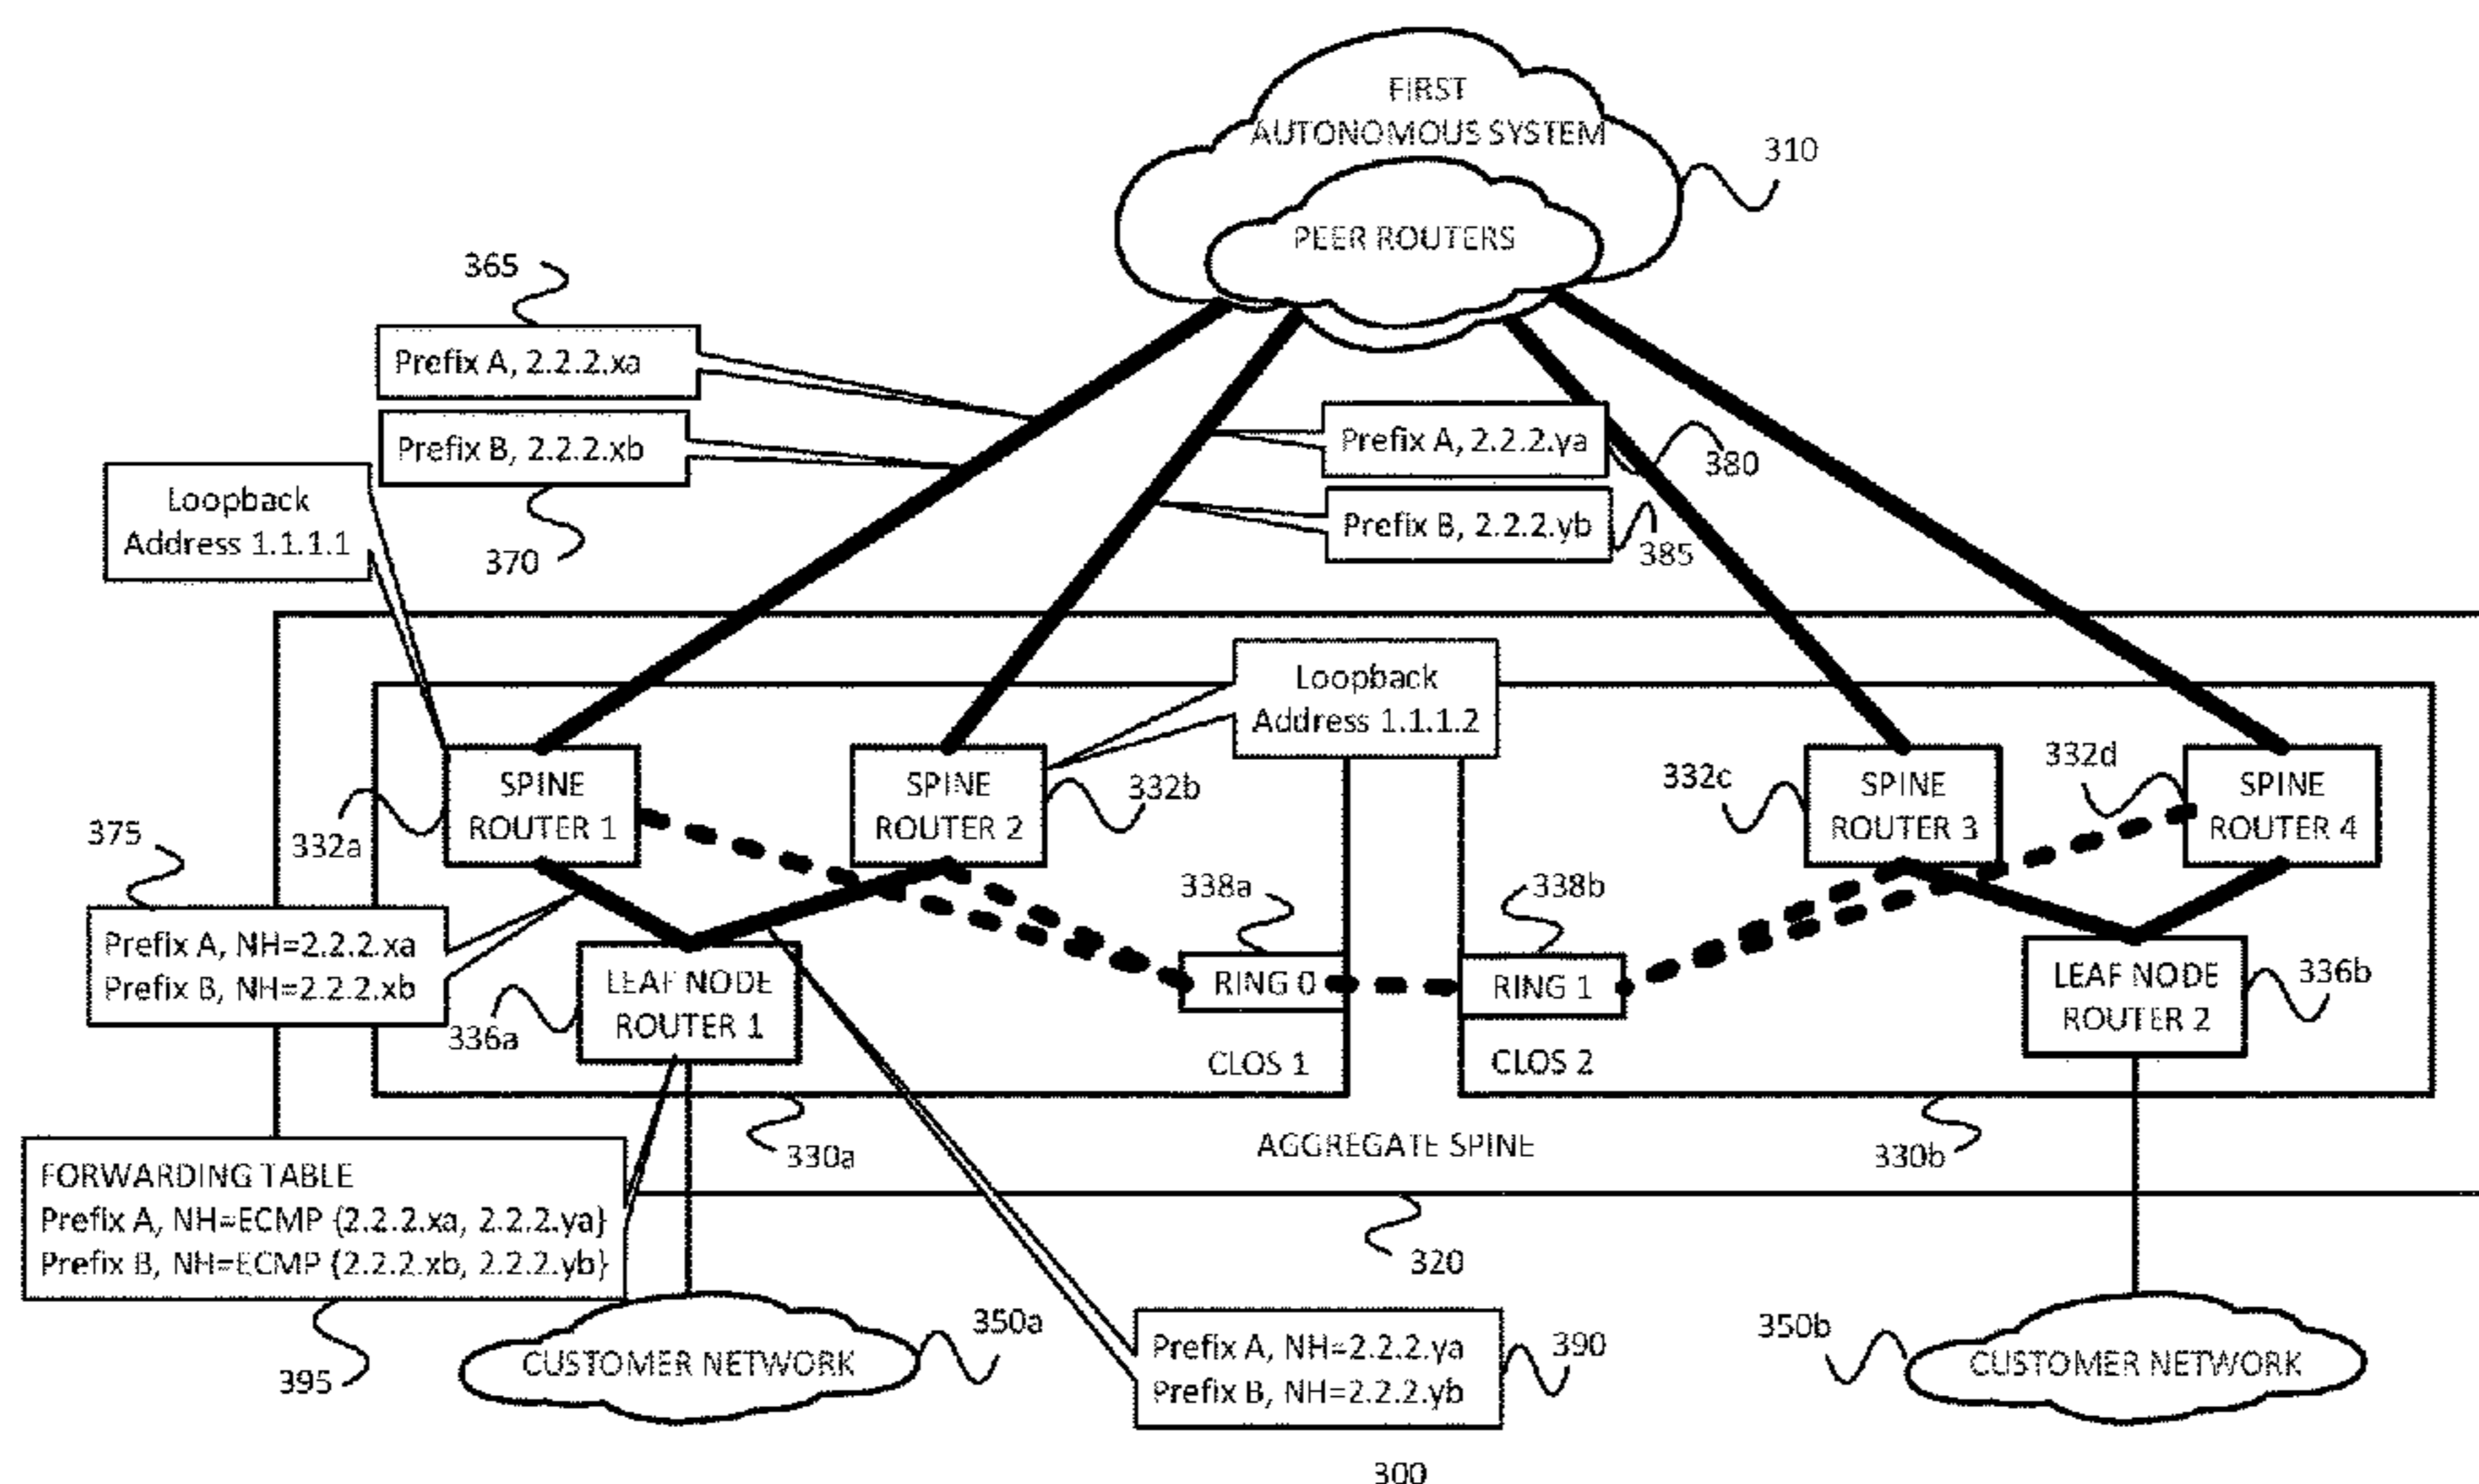 FIRST
AUTONOMOUS SYSTEM
310
PEER ROUTERS
365
Prefix A, 2.2.2.xa
Prefix B, 2.2.2.xb
370
Prefix A, 2.2.2.ya
380
Prefix B, 2.2.2.yb
385
Loopback
Address 1.1.1.1
Loopback
Address 1.1.1.2
SPINE
ROUTER 1
332a
SPINE
ROUTER 2
332b
332c
SPINE
ROUTER 3
332d
SPINE
ROUTER 4
375
Prefix A, NH=2.2.2.xa
Prefix B, NH=2.2.2.xb
336a
LEAF NODE
ROUTER 1
338a
RING 0
CLOS 1
338b
RING 1
CLOS 2
LEAF NODE
ROUTER 2
336b
330a
AGGREGATE SPINE
330b
FORWARDING TABLE
Prefix A, NH=ECMP {2.2.2.xa, 2.2.2.ya}
Prefix B, NH=ECMP {2.2.2.xb, 2.2.2.yb}
395
320
CUSTOMER NETWORK
350a
Prefix A, NH=2.2.2.ya
Prefix B, NH=2.2.2.yb
390
350b
CUSTOMER NETWORK
300